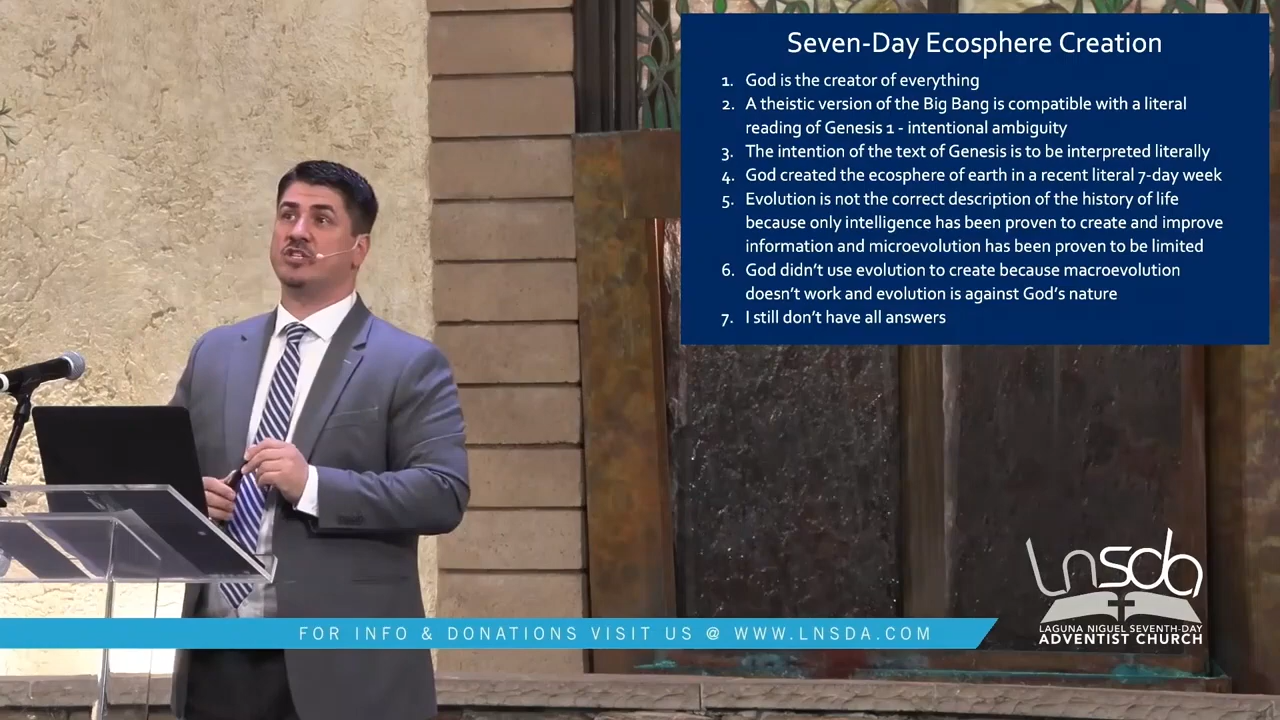 Seven-Day Ecosphere Creation
1. God is the creator of everything
2. A theistic version of the Big Bang is compatible with a literal
reading of Genesis 1 - intentional ambiguity
3. The intention of the text of Genesis is to be interpreted literally
4. God created the ecosphere of earth in a recent literal 7-day week
5. Evolution is not the correct description of the history of life
because only intelligence has been proven to create and improve
information and microevolution has been proven to be limited
6. God didn't use evolution to create because macroevolution
doesn't work and evolution is against God's nature
7. I still don't have all answers
FOR INFO & DONATIONS VISIT US @ WWW.LNSDA.COM
Lnsda
LAGUNA NIGUEL SEVENTH-DAY
ADVENTIST CHURCH